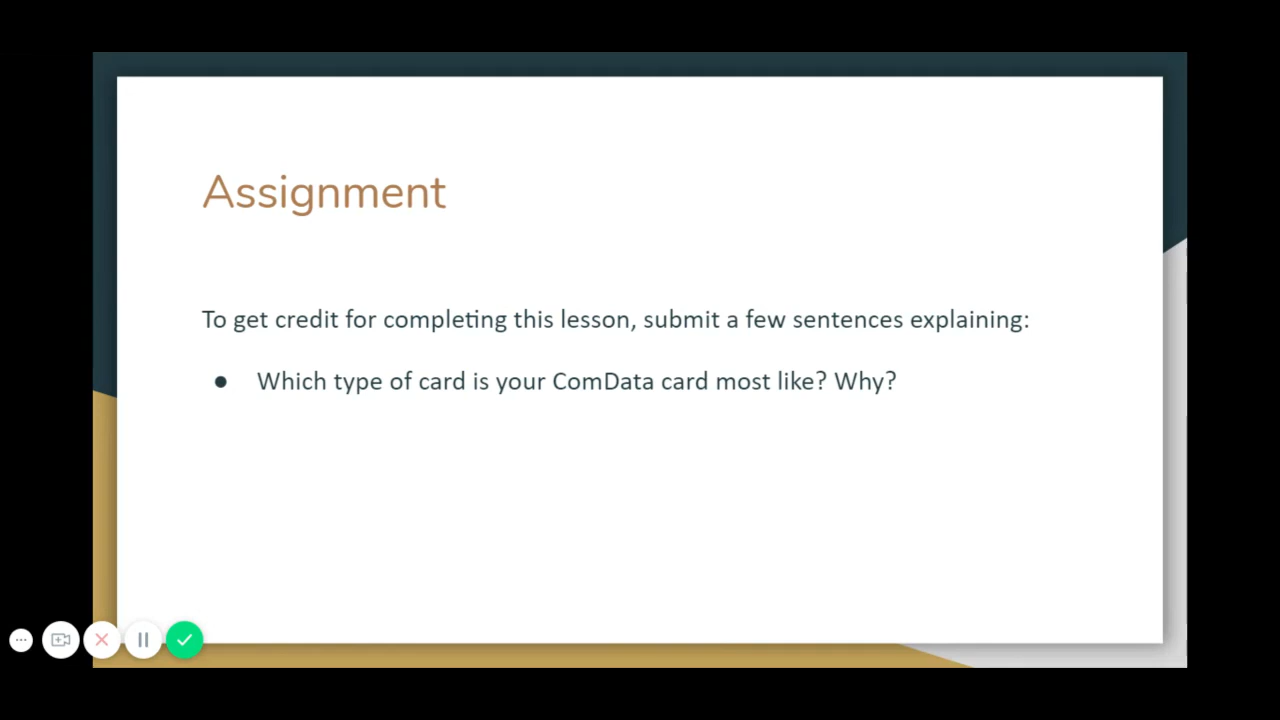 Assignment
To get credit for completing this lesson, submit a few sentences explaining:
● Which type of card is your ComData card most like? Why?